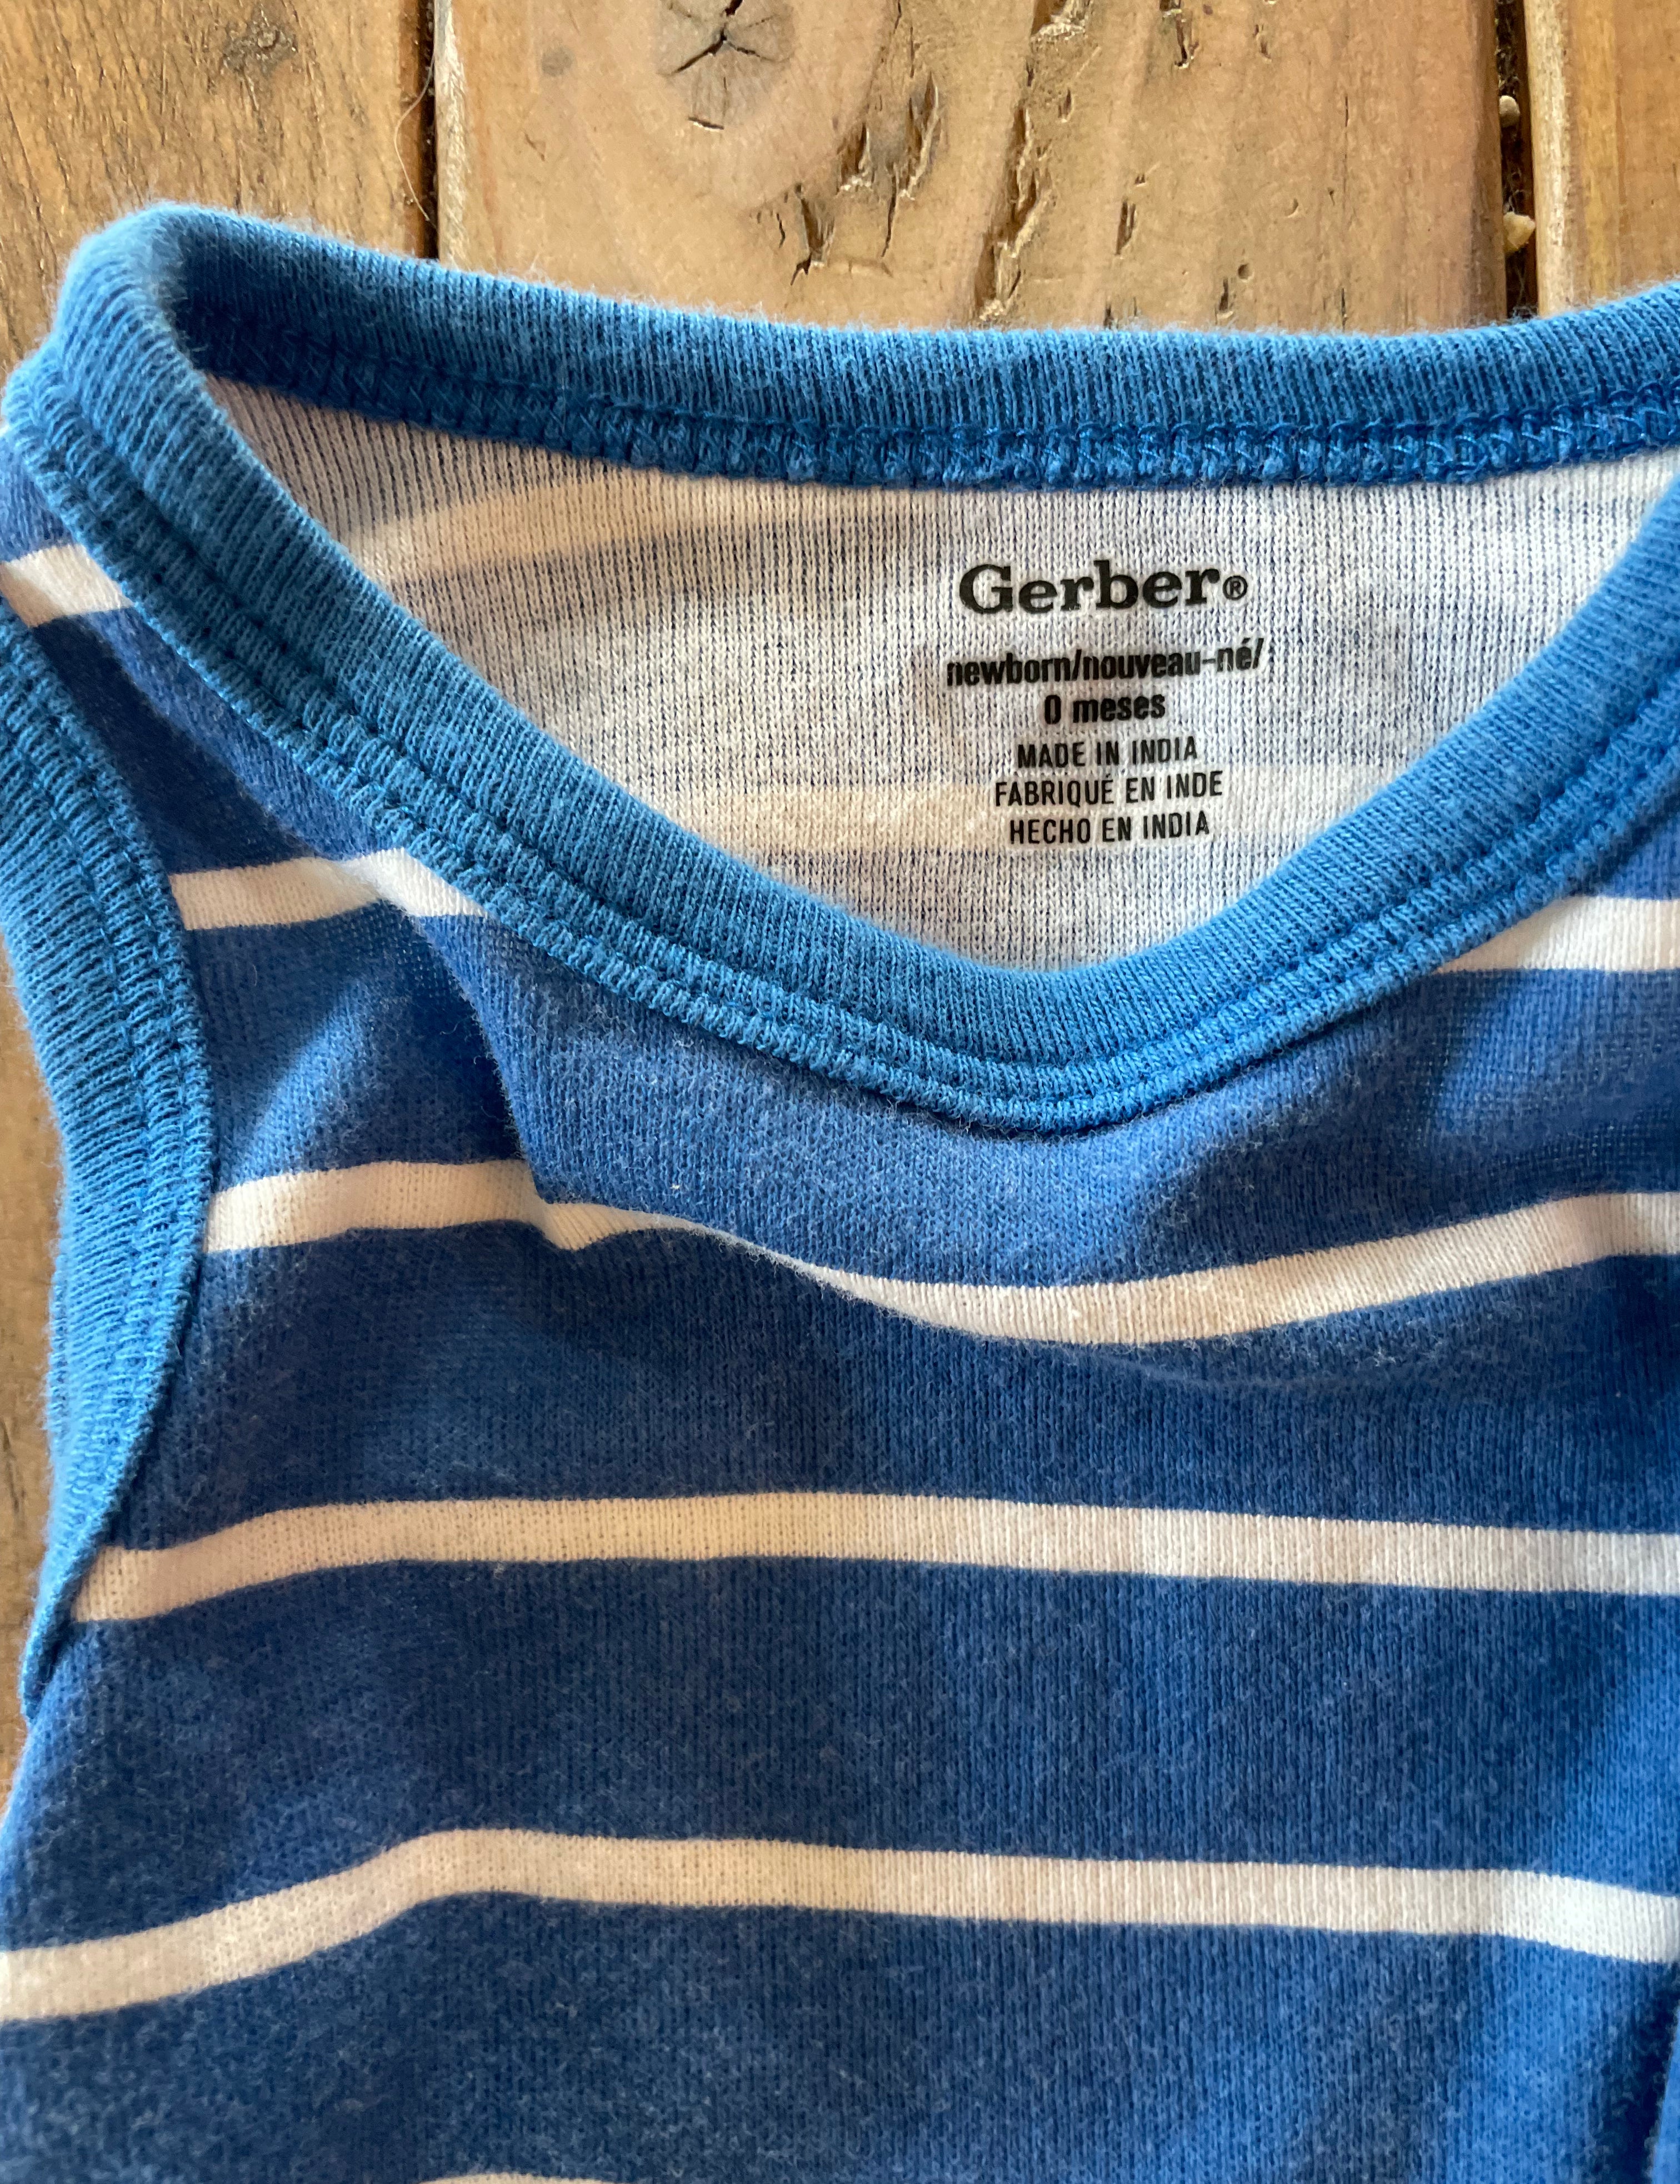 Gerber®
newborn/nouveau-né/
0 meses
MADE IN INDIA
FABRIQUÉ EN INDE
HECHO EN INDIA